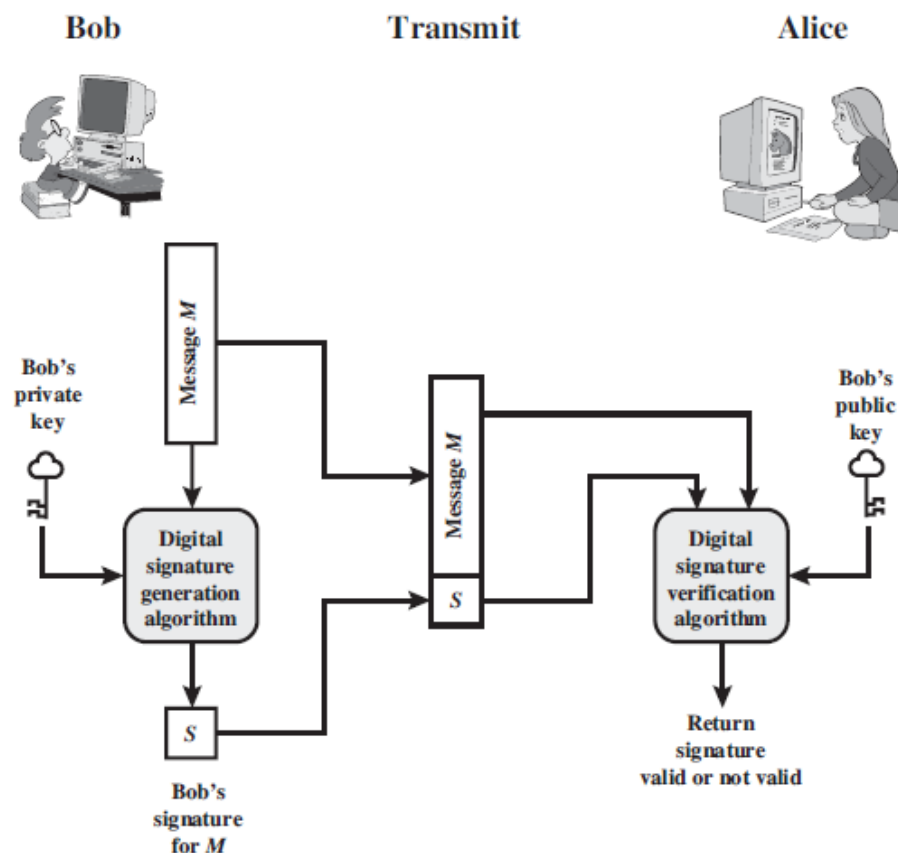 Bob
Transmit
Alice
Message M
Bob's
private
key
Digital
signature
generation
algorithm
S
Bob's
signature
for M
Message M
S
Bob's
public
key
Digital
signature
verification
algorithm
Return
signature
valid or not valid